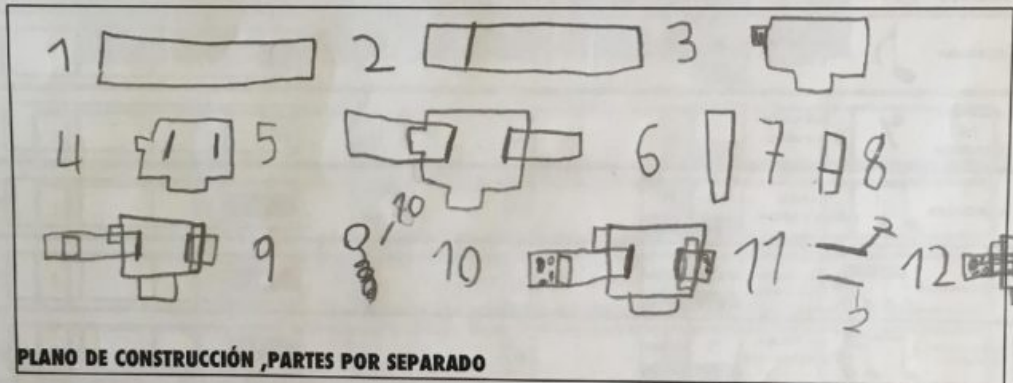 1 2 3
4 5 6 7 8
9 10 10 11 2 12
2
PLANO DE CONSTRUCCIÓN ,PARTES POR SEPARADO